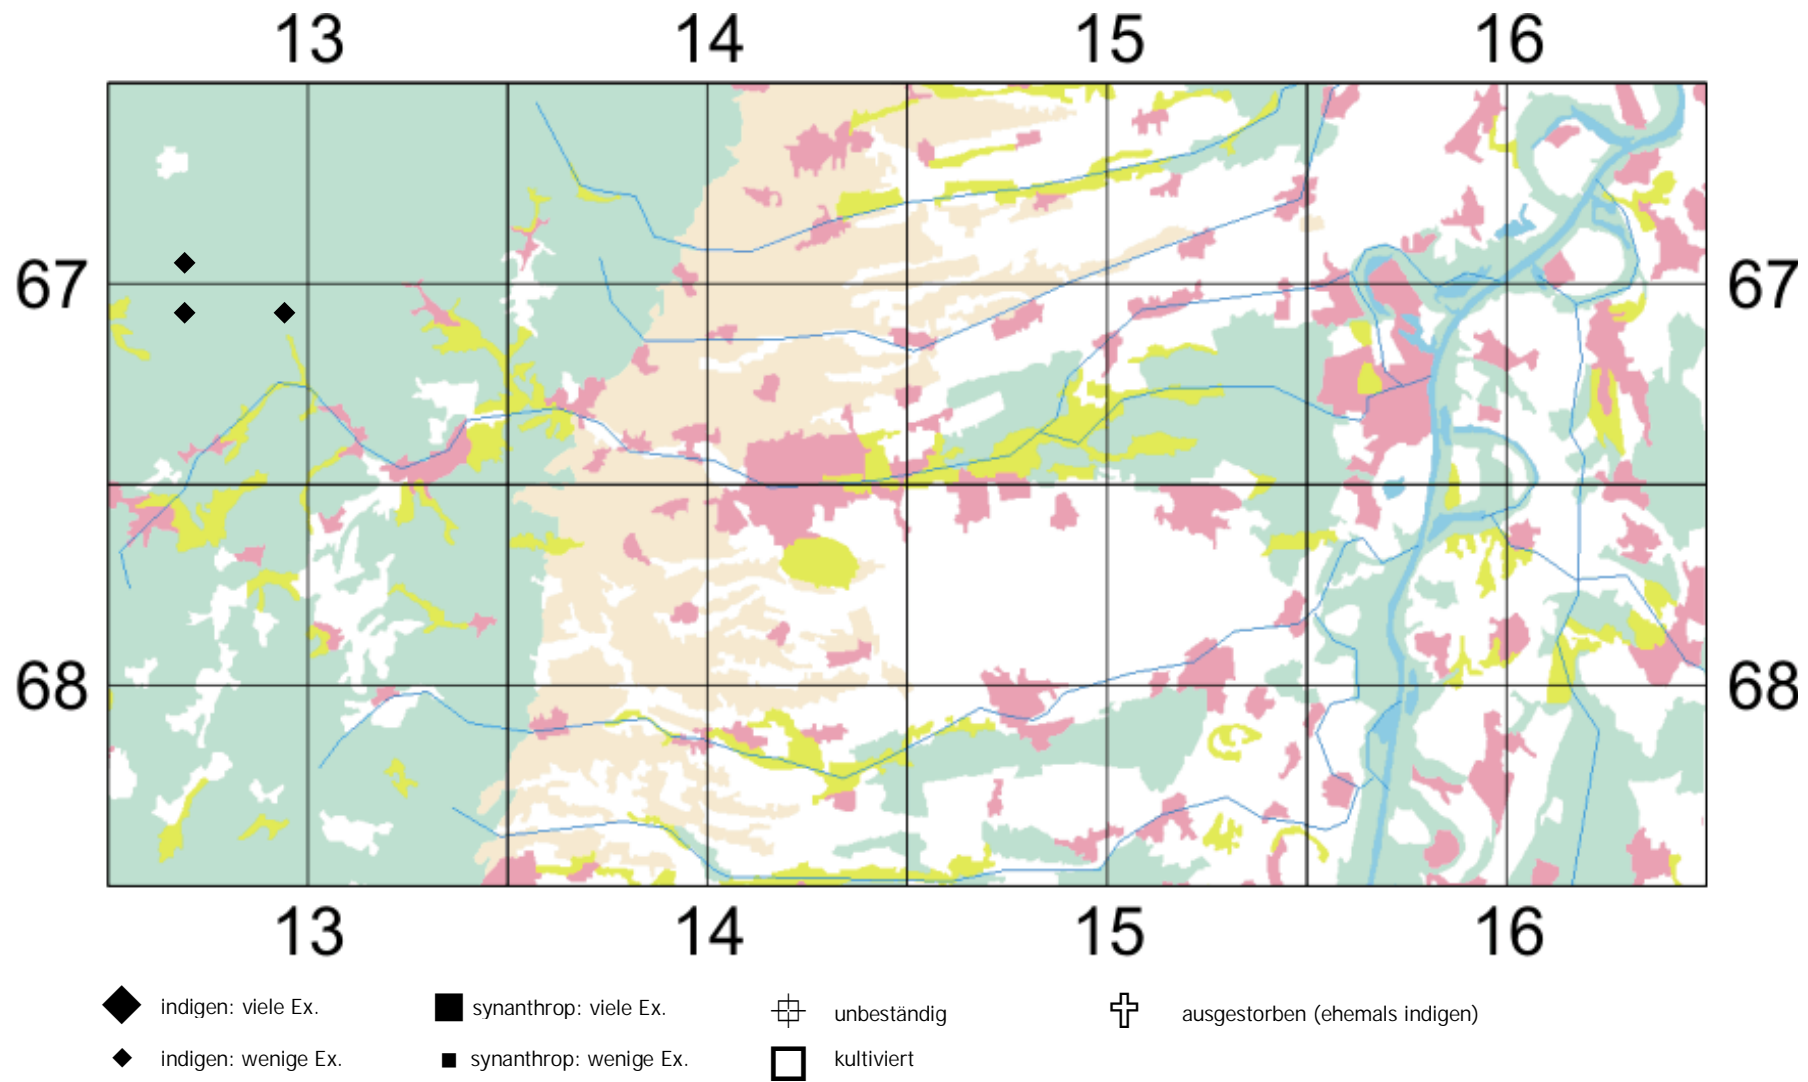 13 14 15 16
67 67
68 68
13 14 15 16
indigen: viele Ex. synanthrop: viele Ex. unbeständig ausgestorben (ehemals indigen)
indigen: wenige Ex. synanthrop: wenige Ex. kultiviert